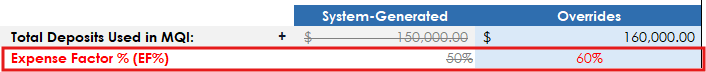 System-Generated Overrides
Total Deposits Used in MQI: + $ 150,000.00 $ 160,000.00
Expense Factor % (EF%) 50% 60%